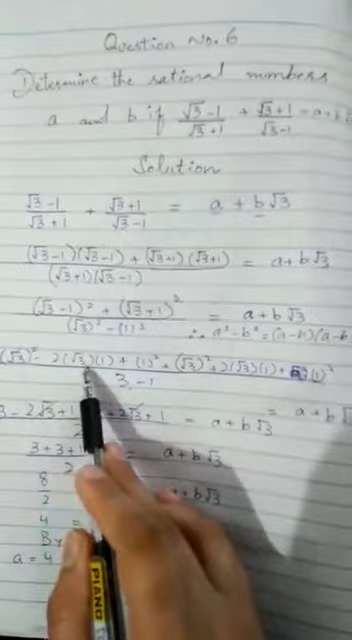 Question No. 6
Determine the rational numbers
a and b if √3-1/√3+1 + √3+1/√3-1 = a+b
Solution
√3-1/√3+1 + √3+1/√3-1 = a + b√3
(√3-1)(√3-1) + (√3+1)(√3+1)/(√3+1)(√3-1) = a+b√3
(√3-1)² + (√3+1)²/(√3)² - (1)² = a+b√3
∴ a²-b² = (a-b)(a-b
(√3)² - 2(√3)(1) + (1)² + (√3)² + 2(√3)(1) + (1)²/3-1 = a+b√
3 - 2√3+1 +2√3+1/2 = a+b√3
3+3+1/2 = a+b√3
8/2 +b√3
4 =
By
a = 4
PIANO